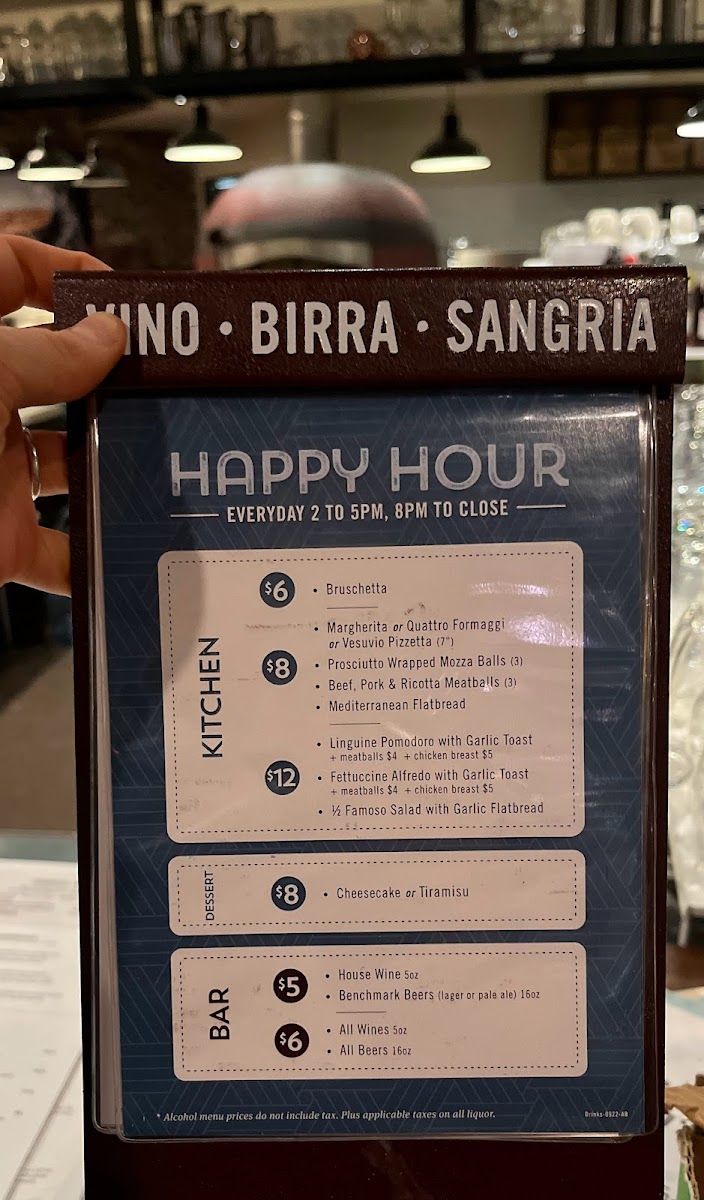 VINO • BIRRA • SANGRIA
HAPPY HOUR
EVERYDAY 2 TO 5PM, 8PM TO CLOSE
KITCHEN
$6
• Bruschetta
$8
• Margherita or Quattro Formaggi
or Vesuvio Pizzetta (7")
• Prosciutto Wrapped Mozza Balls (3)
• Beef, Pork & Ricotta Meatballs (3)
• Mediterranean Flatbread
$12
• Linguine Pomodoro with Garlic Toast
+ meatballs $4 + chicken breast $5
• Fettuccine Alfredo with Garlic Toast
+ meatballs $4 + chicken breast $5
• ½ Famoso Salad with Garlic Flatbread
DESSERT
$8
• Cheesecake or Tiramisu
BAR
$5
• House Wine 5oz
• Benchmark Beers (lager or pale ale) 16oz
$6
• All Wines 5oz
• All Beers 16oz
* Alcohol menu prices do not include tax. Plus applicable taxes on all liquor.
Drinks-0922-AB